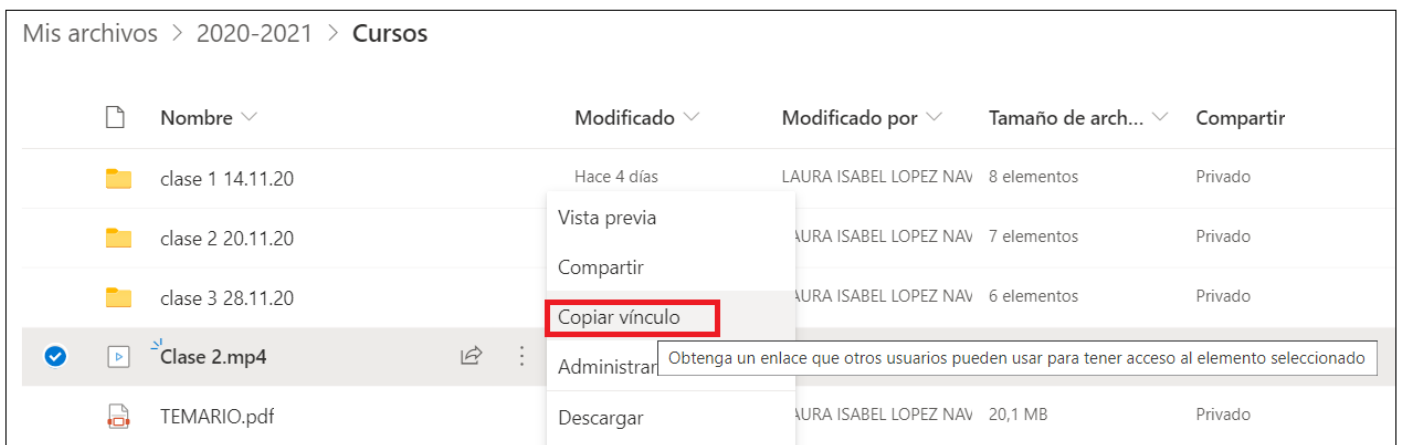 Mis archivos > 2020-2021 > Cursos
Nombre Modificado Modificado por Tamaño de arch... Compartir
clase 1 14.11.20 Hace 4 días LAURA ISABEL LOPEZ NAV 8 elementos Privado
Vista previa
clase 2 20.11.20 AURA ISABEL LOPEZ NAV 7 elementos Privado
Compartir
clase 3 28.11.20 AURA ISABEL LOPEZ NAV 6 elementos Privado
Copiar vínculo
Clase 2.mp4 Administrar Obtenga un enlace que otros usuarios pueden usar para tener acceso al elemento seleccionado
TEMARIO.pdf Descargar AURA ISABEL LOPEZ NAV 20,1 MB Privado